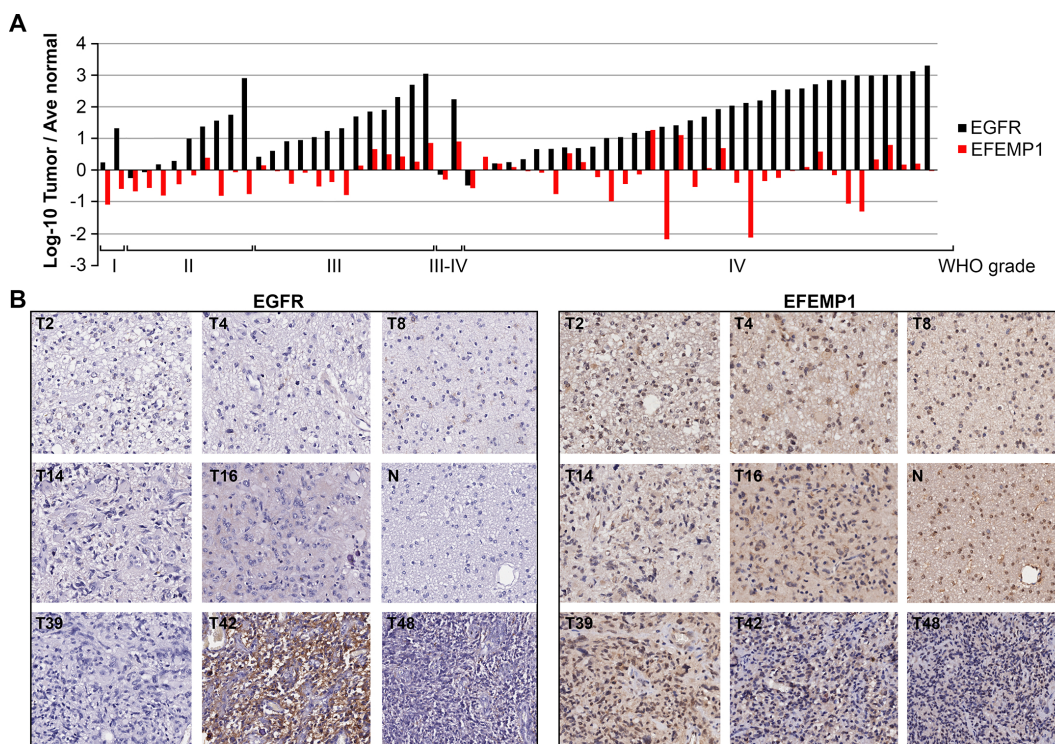 A
Log-10 Tumor / Ave normal
4
3
2
1
0
-1
-2
-3
EGFR
EFEMP1
I II III III-IV IV WHO grade
B
EGFR EFEMP1
T2 T4 T8 T2 T4 T8
T14 T16 N T14 T16 N
T39 T42 T48 T39 T42 T48